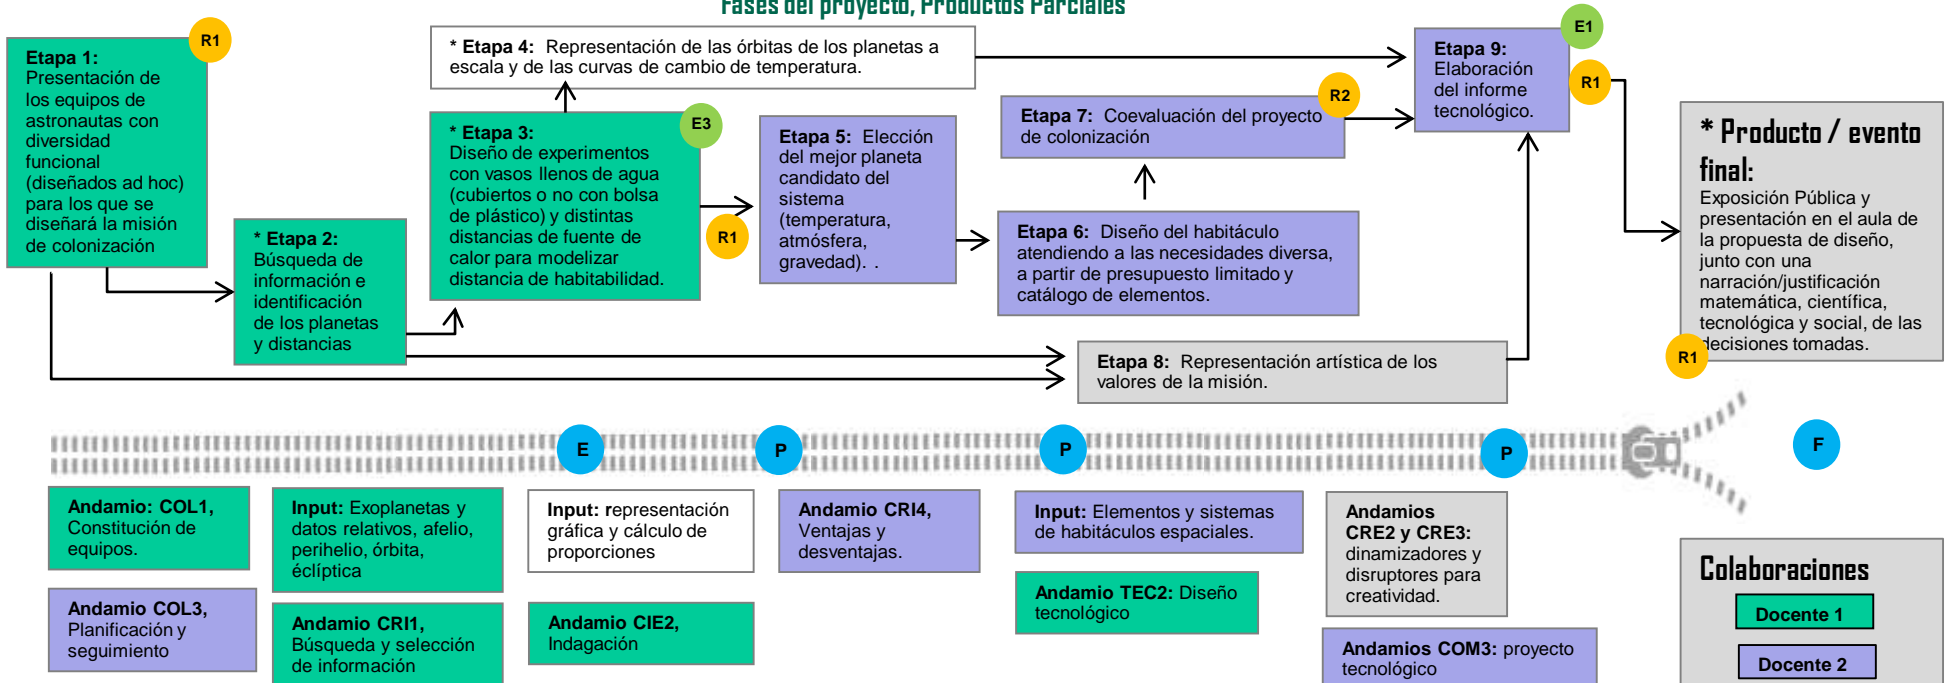 Fases del proyecto, Productos Parciales
Etapa 1:
Presentación de
los equipos de
astronautas con
diversidad
funcional
(diseñados ad hoc)
para los que se
diseñará la misión
de colonización
R1
* Etapa 2:
Búsqueda de
información e
identificación
de los planetas
y distancias
* Etapa 4: Representación de las órbitas de los planetas a
escala y de las curvas de cambio de temperatura.
* Etapa 3:
Diseño de experimentos
con vasos llenos de agua
(cubiertos o no con bolsa
de plástico) y distintas
distancias de fuente de
calor para modelizar
distancia de habitabilidad.
E3
R1
Etapa 5: Elección
del mejor planeta
candidato del
sistema
(temperatura,
atmósfera,
gravedad). .
Etapa 7: Coevaluación del proyecto
de colonización
R2
Etapa 6: Diseño del habitáculo
atendiendo a las necesidades diversa,
a partir de presupuesto limitado y
catálogo de elementos.
Etapa 8: Representación artística de los
valores de la misión.
Etapa 9:
Elaboración
del informe
tecnológico.
E1
R1
* Producto / evento
final:
Exposición Pública y
presentación en el aula de
la propuesta de diseño,
junto con una
narración/justificación
matemática, científica,
tecnológica y social, de las
decisiones tomadas.
R1
E
P
P
P
F
Andamio: COL1,
Constitución de
equipos.
Andamio COL3,
Planificación y
seguimiento
Input: Exoplanetas y
datos relativos, afelio,
perihelio, órbita,
éclíptica
Andamio CRI1,
Búsqueda y selección
de información
Input: representación
gráfica y cálculo de
proporciones
Andamio CIE2,
Indagación
Andamio CRI4,
Ventajas y
desventajas.
Input: Elementos y sistemas
de habitáculos espaciales.
Andamio TEC2: Diseño
tecnológico
Andamios
CRE2 y CRE3:
dinamizadores y
disruptores para
creatividad.
Andamios COM3: proyecto
tecnológico
Colaboraciones
Docente 1
Docente 2